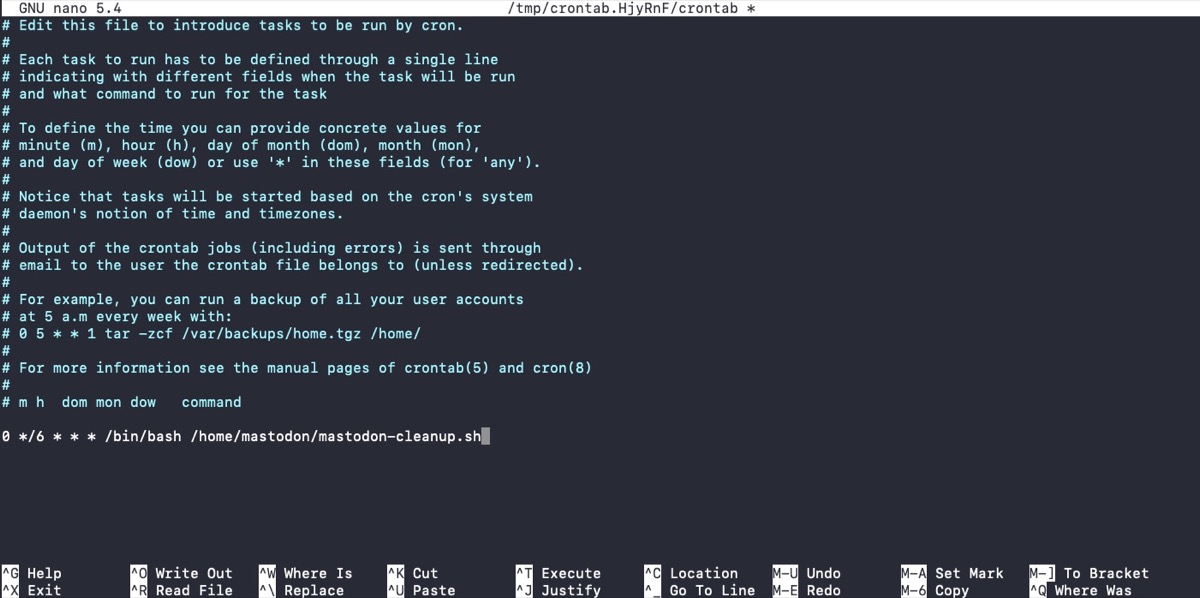 GNU nano 5.4 /tmp/crontab.HjyRnF/crontab *
# Edit this file to introduce tasks to be run by cron.
#
# Each task to run has to be defined through a single line
# indicating with different fields when the task will be run
# and what command to run for the task
#
# To define the time you can provide concrete values for
# minute (m), hour (h), day of month (dom), month (mon),
# and day of week (dow) or use '*' in these fields (for 'any').
#
# Notice that tasks will be started based on the cron's system
# daemon's notion of time and timezones.
#
# Output of the crontab jobs (including errors) is sent through
# email to the user the crontab file belongs to (unless redirected).
#
# For example, you can run a backup of all your user accounts
# at 5 a.m every week with:
# 0 5 * * 1 tar -zcf /var/backups/home.tgz /home/
#
# For more information see the manual pages of crontab(5) and cron(8)
#
# m h  dom mon dow   command
0 */6 * * * /bin/bash /home/mastodon/mastodon-cleanup.sh
^G Help ^O Write Out ^W Where Is ^K Cut ^T Execute ^C Location M-U Undo M-A Set Mark M-] To Bracket
^X Exit ^R Read File ^\ Replace ^U Paste ^J Justify ^_ Go To Line M-E Redo M-6 Copy ^Q Where Was